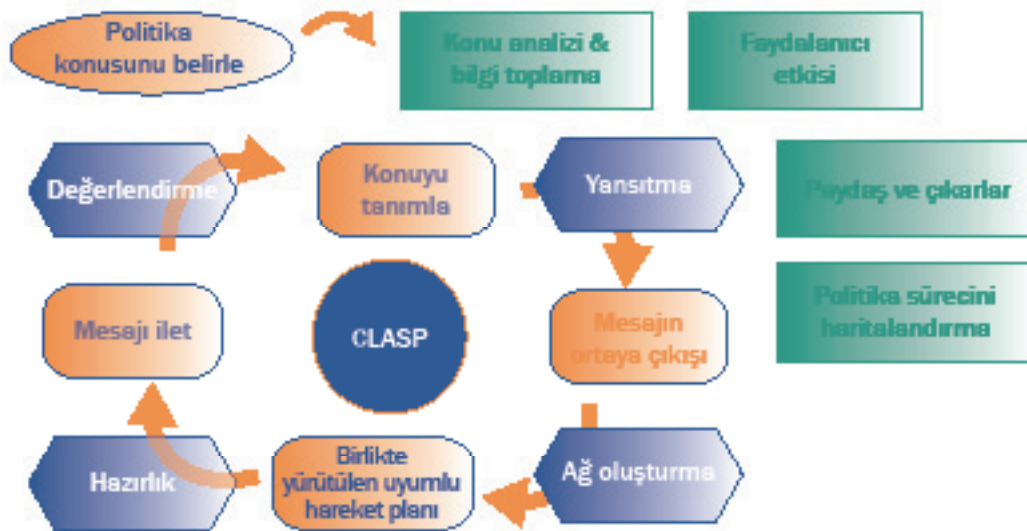 Politika
konusunu belirle
Konu analizi &
bilgi toplama
Faydalanıcı
etkisi
Değerlendirme
Konuyu
tanımla
Yansıtma
Paydaş ve çıkarlar
Mesajı ilet
CLASP
Mesajın
ortaya çıkışı
Politika sürecini
haritalandırma
Hazırlık
Birlikte
yürütülen uyumlu
hareket planı
Ağ oluşturma